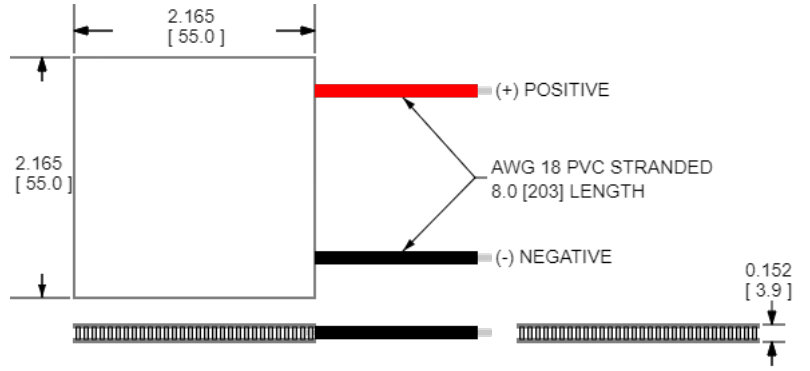 2.165
[ 55.0 ]
(+) POSITIVE
2.165
[ 55.0 ]
AWG 18 PVC STRANDED
8.0 [203] LENGTH
(-) NEGATIVE
0.152
[ 3.9 ]